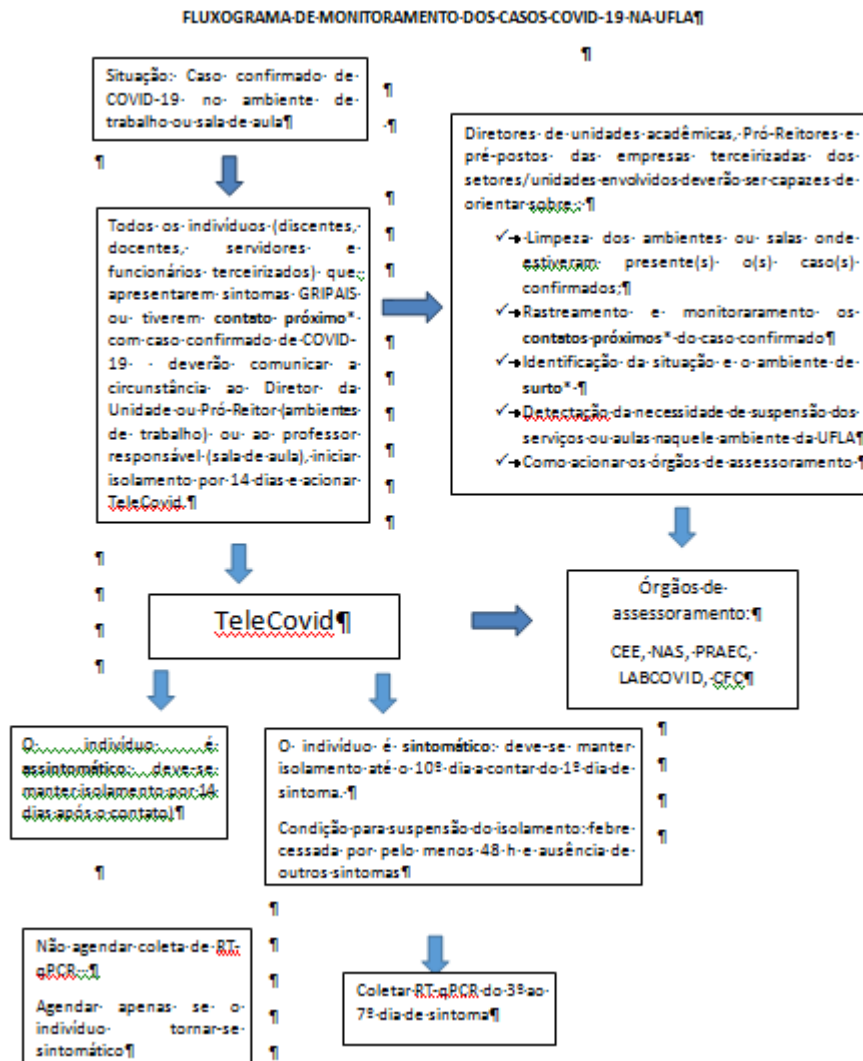 FLUXOGRAMA·DE·MONITORAMENTO·DOS·CASOS·COVID-19·NA·UFLA¶
¶
Situação:· Caso· confirmado· de·
COVID-19· no· ambiente· de·
trabalho·ou·sala·de·aula¶
¶
·¶
¶
Todos· os· indivíduos· (discentes,·
docentes,· servidores· e·
funcionários· terceirizados)· que·
apresentarem· sintomas· GRIPAIS·
ou· tiverem· contato· próximo*·
com·caso·confirmado·de·COVID-
19· · deverão· comunicar· a·
circunstância· ao· Diretor· da·
Unidade·ou·Pró-Reitor·(ambientes·
de· trabalho)· ou· ao· professor·
responsável·(sala·de·aula),·iniciar·
isolamento·por·14·dias·e·acionar·
TeleCovid.¶
¶
¶
¶
¶
¶
¶
¶
¶
¶
¶
Diretores· de· unidades· acadêmicas,· Pró-Reitores· e·
pré-postos· das· empresas· terceirizadas· dos·
setores/unidades·envolvidos·deverão·ser·capazes·de·
orientar·sobre·:·¶
✓→·Limpeza· dos· ambientes· ou· salas· onde·
estiveram· presente(s)· o(s)· caso(s)·
confirmados;¶
✓→Rastreamento· e· monitoraramento· os·
contatos·próximos*·do·caso·confirmado¶
✓→Identificação· da· situação· e· o· ambiente· de·
surto*·¶
✓→Detectação·da·necessidade·de·suspensão·dos·
serviços·ou·aulas·naquele·ambiente·da·UFLA¶
✓→Como·acionar·os·órgãos·de·assessoramento·¶
¶
¶
¶
¶
TeleCovid¶
Órgãos·de·
assessoramento:¶
CEE,·NAS,·PRAEC,·
LABCOVID,·CFC¶
O· indivíduo· é·
assintomático:· deve-se·
manter·isolamento·por·14·
dias·após·o·contato)¶
O· indivíduo· é· sintomático:· deve-se· manter·
isolamento·até·o·10º·dia·a·contar·do·1º·dia·de·
sintoma.·¶
Condição·para·suspensão·do·isolamento:·febre·
cessada·por·pelo·menos·48·h·e·ausência·de·
outros·sintomas¶
¶
¶
¶
¶
¶
Não·agendar·coleta·de·RT-
qPCR··¶
Agendar· apenas· se· o·
indivíduo· tornar-se·
sintomático¶
¶
¶
¶
¶
¶
Coletar·RT-qPCR·do·3º·ao·
7º·dia·de·sintoma¶